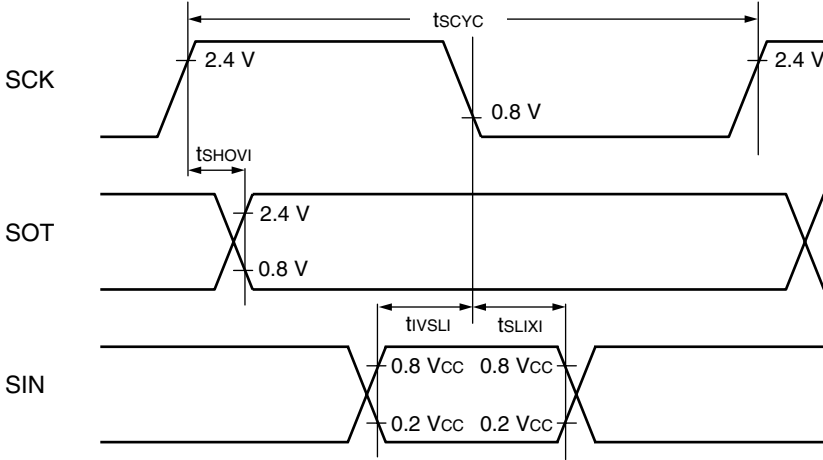 tSCYC
SCK
2.4 V
2.4 V
0.8 V
tSHOVI
SOT
2.4 V
0.8 V
tIVSLI
tSLIXI
SIN
0.8 VCC
0.8 VCC
0.2 VCC
0.2 VCC